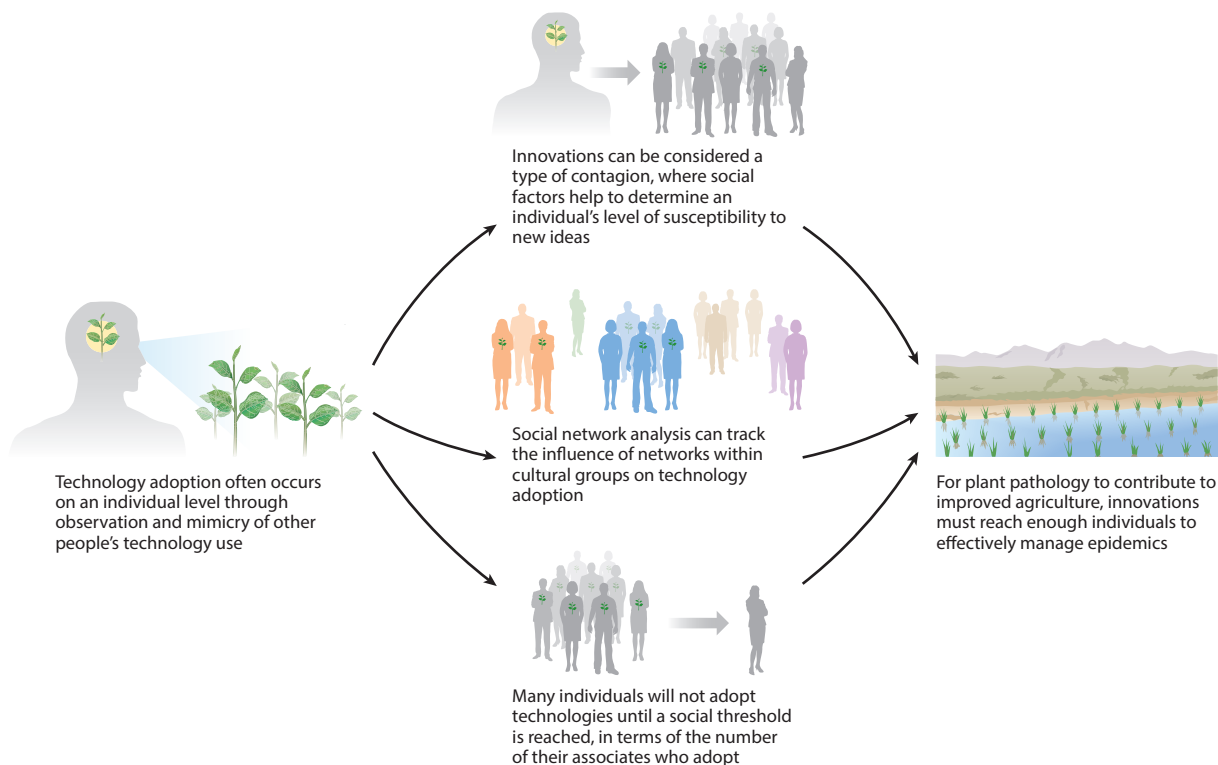 Innovations can be considered a
type of contagion, where social
factors help to determine an
individual's level of susceptibility to
new ideas
Technology adoption often occurs
on an individual level through
observation and mimicry of other
people's technology use
Social network analysis can track
the influence of networks within
cultural groups on technology
adoption
For plant pathology to contribute to
improved agriculture, innovations
must reach enough individuals to
effectively manage epidemics
Many individuals will not adopt
technologies until a social threshold
is reached, in terms of the number
of their associates who adopt